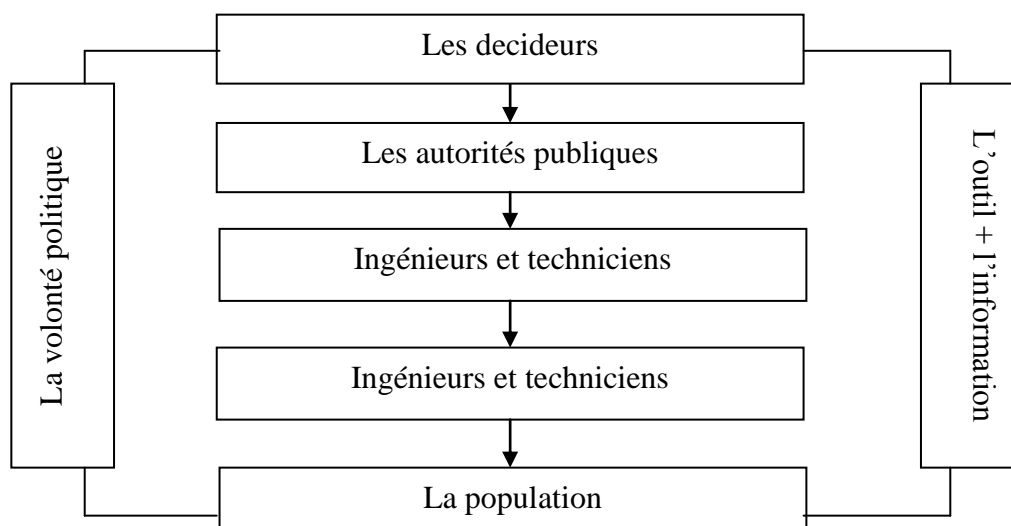 Les decideurs
Les autorités publiques
Ingénieurs et techniciens
Ingénieurs et techniciens
La population
La volonté politique
L'outil + l'information